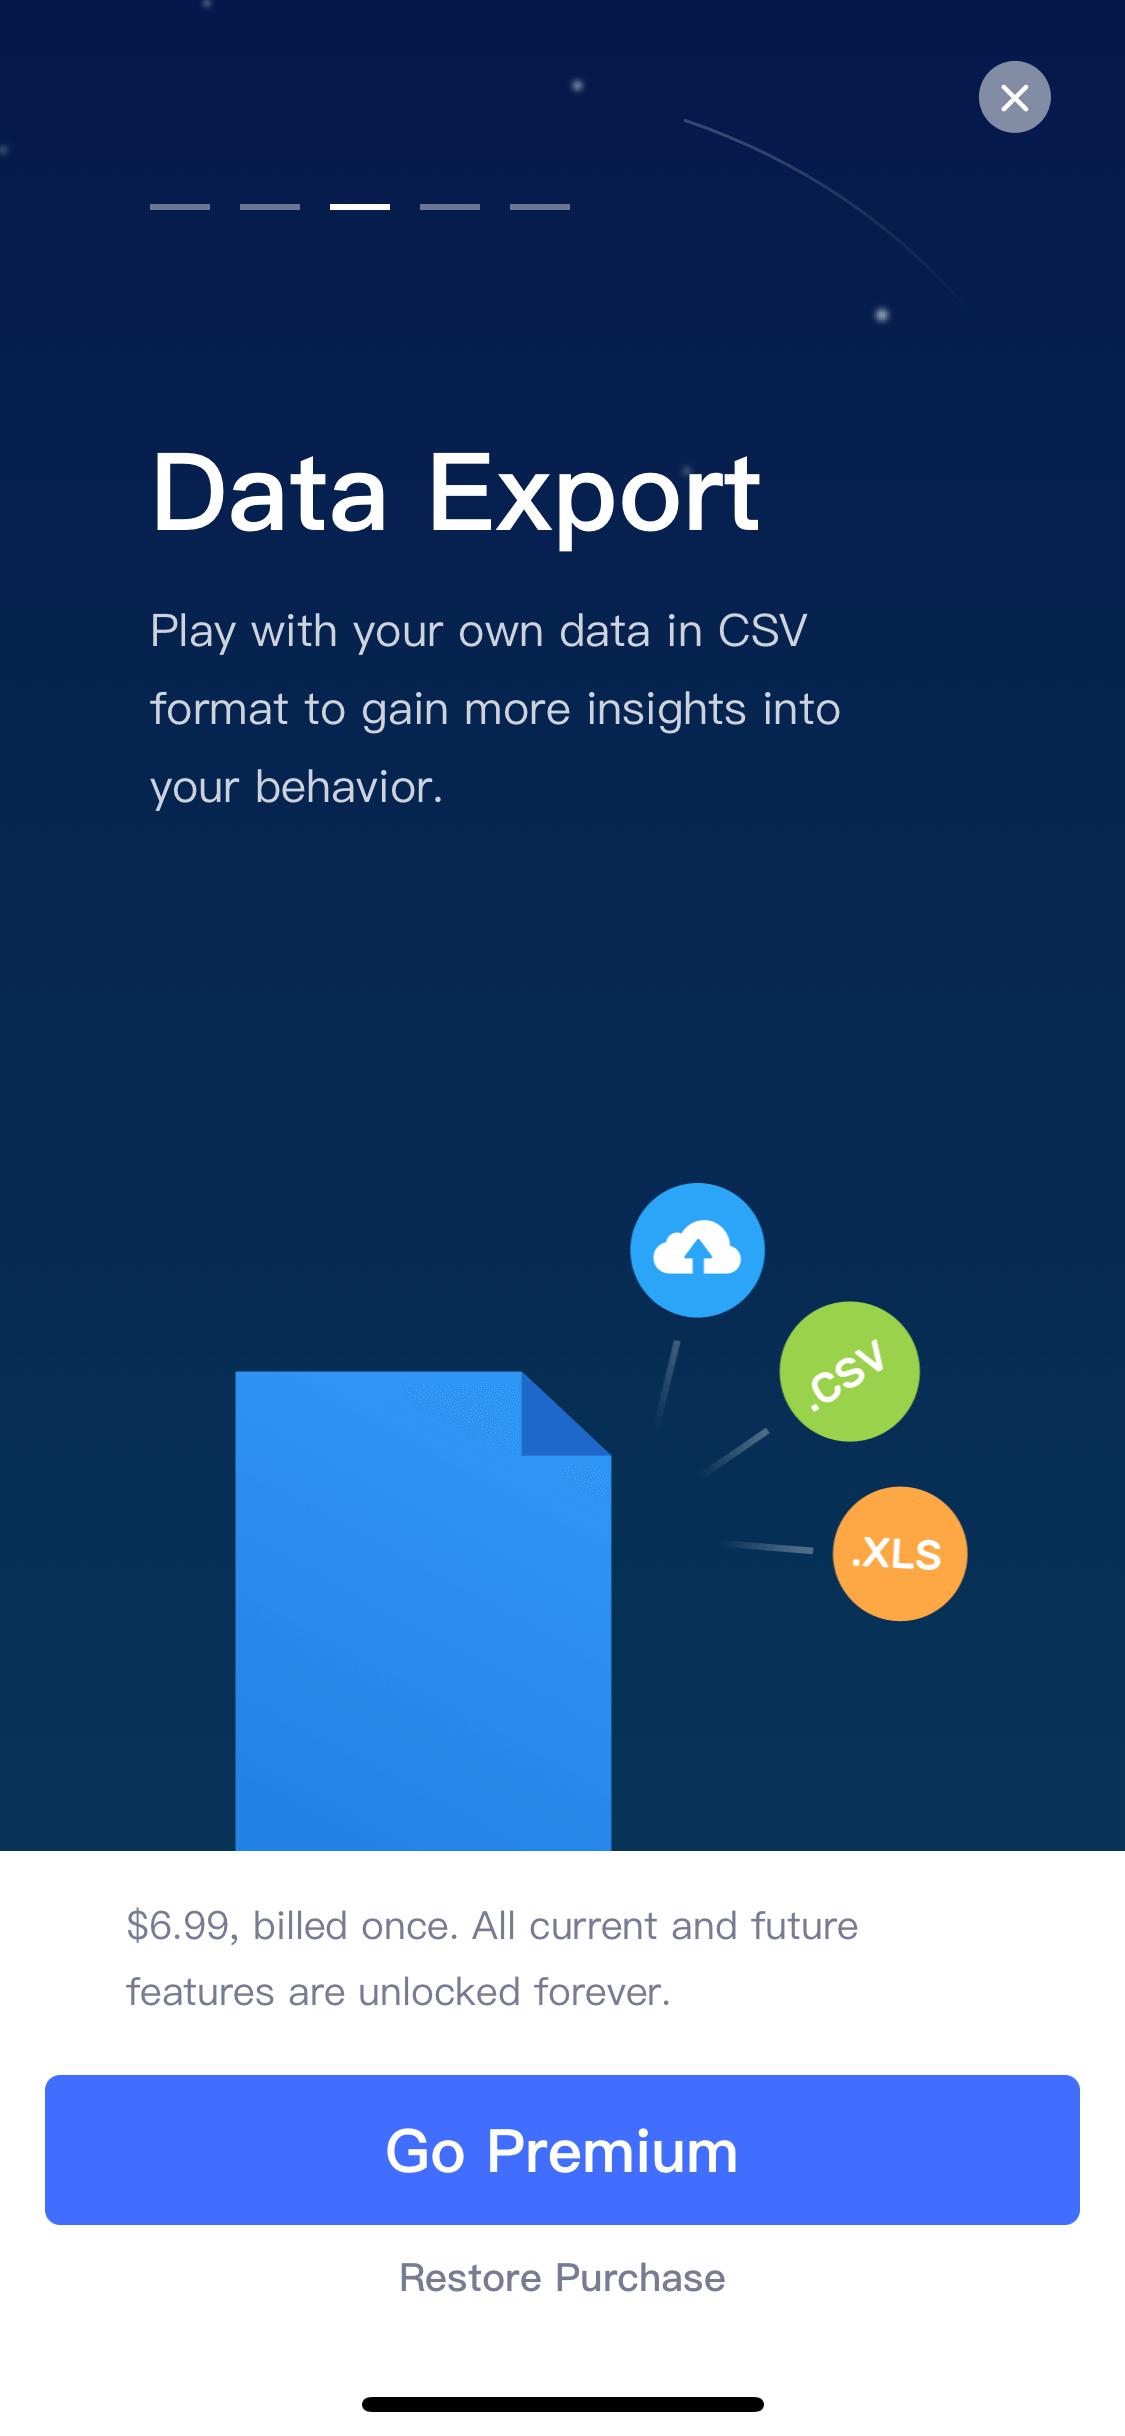 Data Export
Play with your own data in CSV
format to gain more insights into
your behavior.
.CSV
.XLS
$6.99, billed once. All current and future
features are unlocked forever.
Go Premium
Restore Purchase